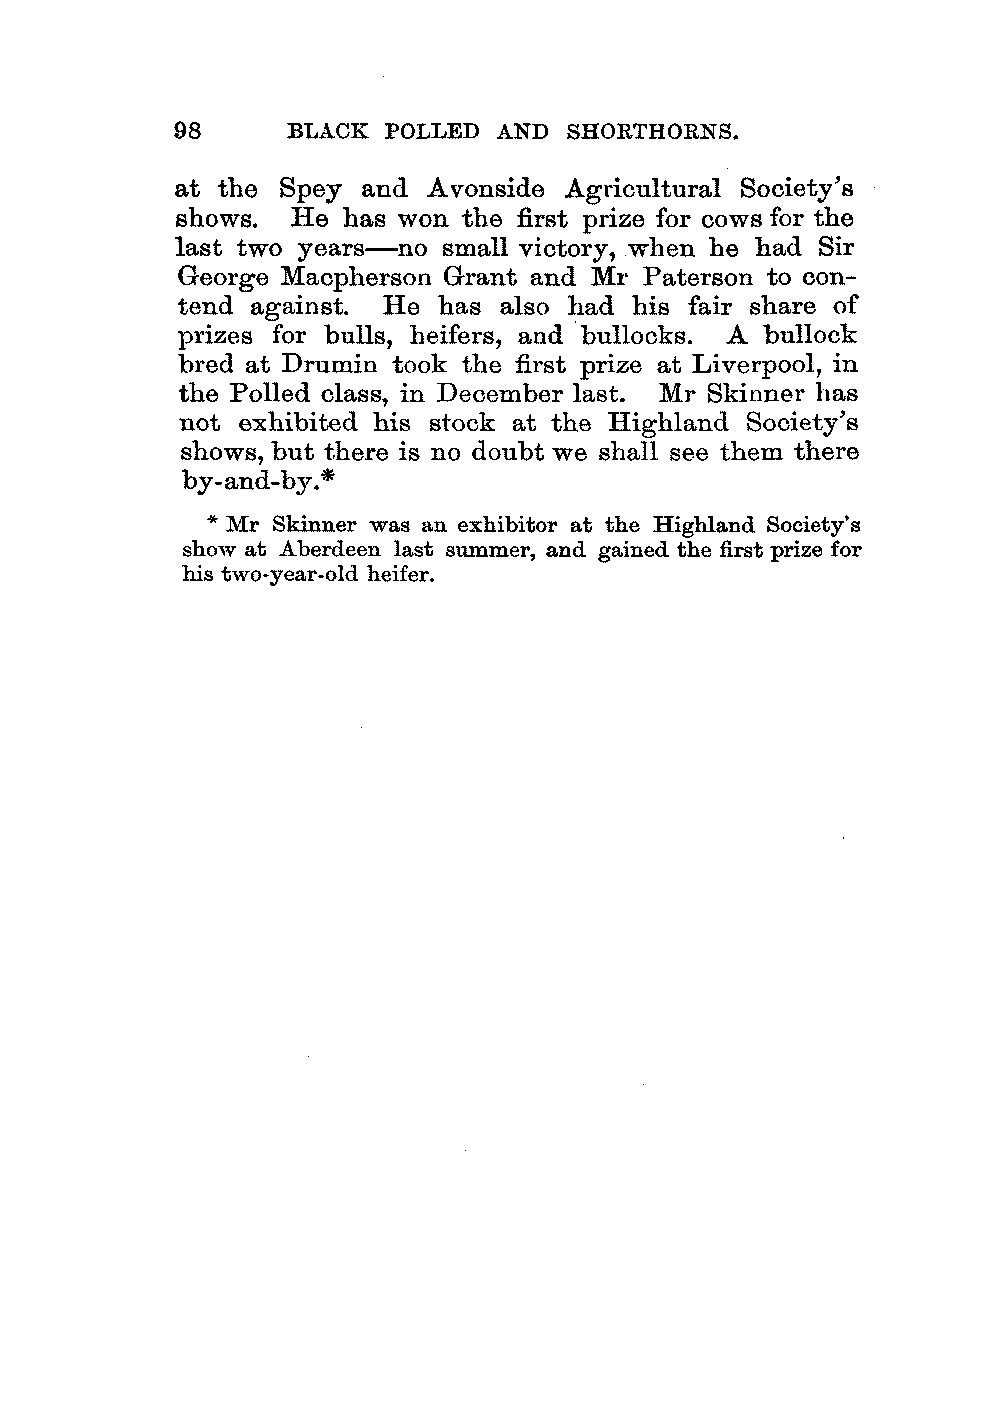 98 BLACK POLLED AND SHORTHORNS.
at the Spey and Avonside Agricultural Society's
shows. He has won the first prize for cows for the
last two years—no small victory, when he had Sir
George Macpherson Grant and Mr Paterson to con-
tend against. He has also had his fair share of
prizes for bulls, heifers, and bullocks. A bullock
bred at Drumin took the first prize at Liverpool, in
the Polled class, in December last. Mr Skinner has
not exhibited his stock at the Highland Society's
shows, but there is no doubt we shall see them there
by-and-by.*
* Mr Skinner was an exhibitor at the Highland Society's
show at Aberdeen last summer, and gained the first prize for
his two-year-old heifer.